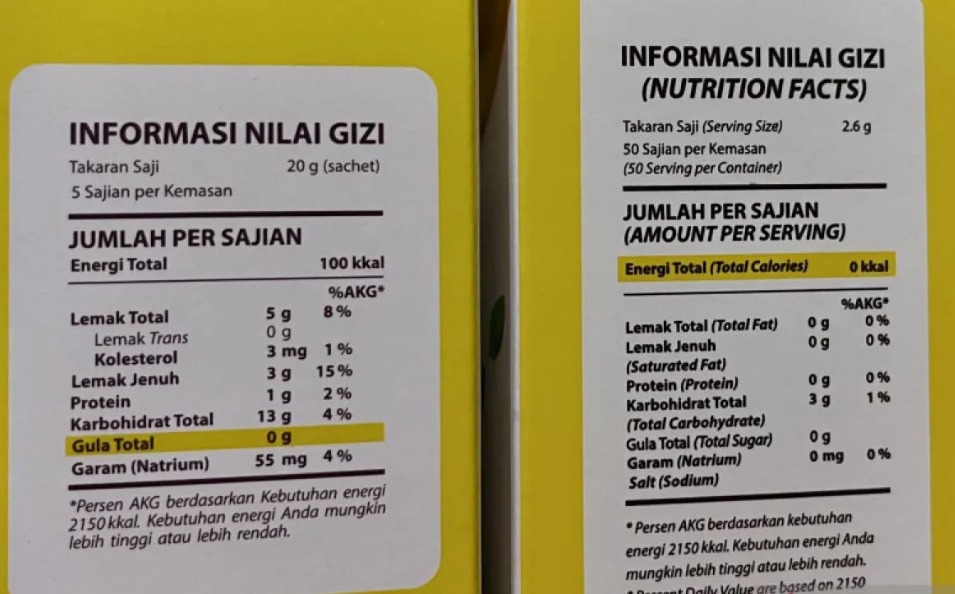 INFORMASI NILAI GIZI
Takaran Saji 20 g (sachet)
5 Sajian per Kemasan
JUMLAH PER SAJIAN
Energi Total 100 kkal
%AKG*
Lemak Total 5 g 8%
Lemak Trans 0 g
Kolesterol 3 mg 1%
Lemak Jenuh 3 g 15%
Protein 1 g 2%
Karbohidrat Total 13 g 4%
Gula Total 0 g
Garam (Natrium) 55 mg 4%
*Persen AKG berdasarkan Kebutuhan energi
2150 kkal. Kebutuhan energi Anda mungkin
lebih tinggi atau lebih rendah.
INFORMASI NILAI GIZI
(NUTRITION FACTS)
Takaran Saji (Serving Size) 2.6 g
50 Sajian per Kemasan
(50 Serving per Container)
JUMLAH PER SAJIAN
(AMOUNT PER SERVING)
Energi Total (Total Calories) 0 kkal
%AKG*
Lemak Total (Total Fat) 0 g 0%
Lemak Jenuh 0 g 0%
(Saturated Fat)
Protein (Protein) 0 g 0%
Karbohidrat Total 3 g 1%
(Total Carbohydrate)
Gula Total (Total Sugar) 0 g
Garam (Natrium) 0 mg 0%
Salt (Sodium)
* Persen AKG berdasarkan kebutuhan
energi 2150 kkal. Kebutuhan energi Anda
mungkin lebih tinggi atau lebih rendah.
* Percent Daily Value are based on 2150